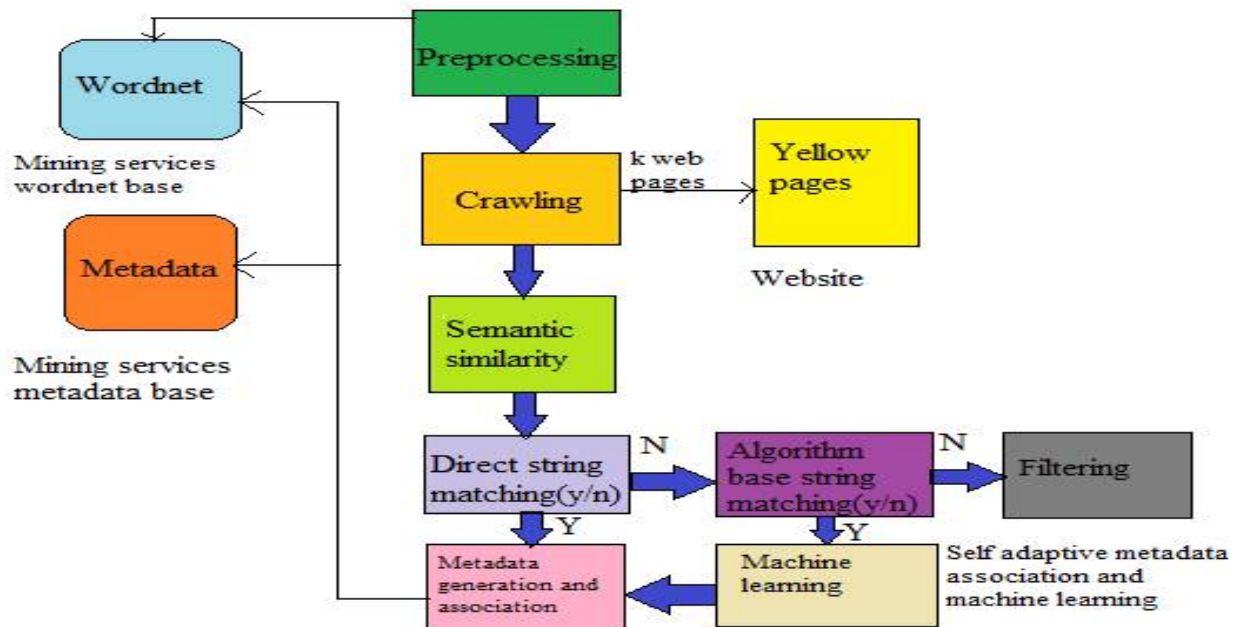 Preprocessing
Wordnet
Mining services
wordnet base
k web
pages
Yellow
pages
Crawling
Website
Metadata
Mining services
metadata base
Semantic
similarity
Direct string
matching(y/n)
N
Algorithm
base string
matching(y/n)
N
Filtering
Y
Y
Metadata
generation and
association
Machine
learning
Self adaptive metadata
association and
machine learning